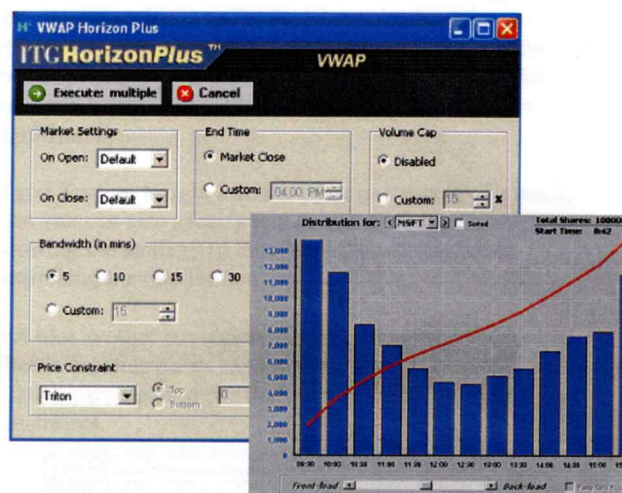 VWAP Horizon Plus
ITG HorizonPlus™ VWAP
Execute: multiple Cancel
Market Settings End Time Volume Cap
On Open: Default Market Close Disabled
Custom: 04:00 PM
On Close: Default Custom: 15 %
Distribution for: MSFT Sorted Total Shares:
Start Time: 8:42
Bandwidth (in mins)
5 10 15 30
Custom: 15
Price Constraint
Triton Top 0
Bottom
13,000
12,000
11,000
10,000
9,000
8,000
7,000
6,000
5,000
4,000
3,000
2,000
1,000
0
09:30 10:00 10:30 11:00 11:30 12:00 12:30 13:00 13:30 14:00 14:30 15:00
Front-load Back-load